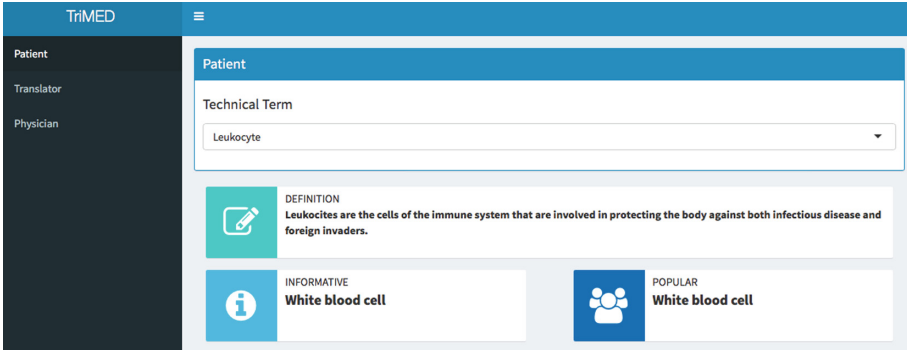 TriMED
Patient
Translator
Physician
Patient
Technical Term
Leukocyte
DEFINITION
Leukocites are the cells of the immune system that are involved in protecting the body against both infectious disease and
foreign invaders.
INFORMATIVE
White blood cell
POPULAR
White blood cell